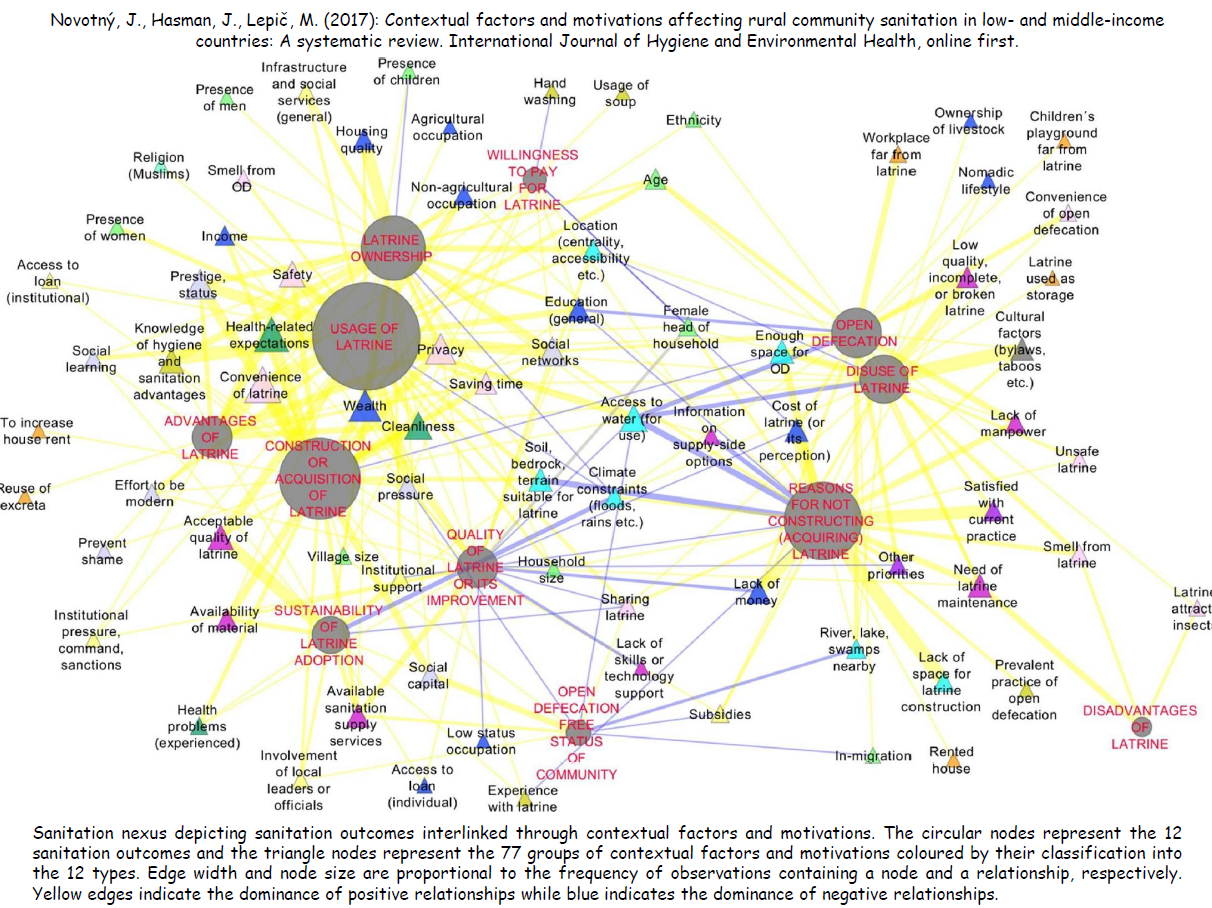 Novotný, J., Hasman, J., Lepič, M. (2017): Contextual factors and motivations affecting rural community sanitation in low- and middle-income
countries: A systematic review. International Journal of Hygiene and Environmental Health, online first.
Presence
of children
Infrastructure
and social
services
(general)
Presence
of men
Hand
washing
Usage of
soup
Housing
quality
Agricultural
occupation
Ethnicity
Ownership
of livestock
Children´s
playground
far from
latrine
Workplace
far from
latrine
Religion
(Muslims)
Smell from
OD
WILLINGNESS
TO PAY
FOR
LATRINE
Non-agricultural
occupation
Age
Nomadic
lifestyle
Convenience
of open
defecation
Presence
of women
Income
LATRINE
OWNERSHIP
Location
(centrality,
accessibility
etc.)
Low
quality,
incomplete,
or broken
latrine
Latrine
used as
storage
Access to
loan
(institutional)
Prestige,
status
Safety
Education
(general)
Female
head of
household
Cultural
factors
(bylaws,
taboos
etc.)
Knowledge
of hygiene
and
sanitation
advantages
Health-related
expectations
USAGE OF
LATRINE
OPEN
DEFECATION
Enough
space for
OD
Social
learning
Privacy
Social
networks
Convenience
of latrine
Saving time
DISUSE OF
LATRINE
Wealth
Cleanliness
Access to
water (for
use)
Information
on
supply-side
options
Cost of
latrine (or
its
perception)
Lack of
manpower
To increase
house rent
ADVANTAGES
OF
LATRINE
CONSTRUCTION
OR
ACQUISITION
OF
LATRINE
Soil,
bedrock,
terrain
suitable for
latrine
Climate
constraints
(floods,
rains etc.)
Unsafe
latrine
Reuse of
excreta
Effort to be
modern
Social
pressure
REASONS
FOR NOT
CONSTRUCTING
(ACQUIRING)
LATRINE
Satisfied
with
current
practice
Acceptable
quality of
latrine
Prevent
shame
Village size
Institutional
support
QUALITY
OF
LATRINE
OR ITS
IMPROVEMENT
Household
size
Other
priorities
Need of
latrine
maintenance
Smell from
latrine
Lack of
money
Sharing
latrine
Latrine
attract
insect
Institutional
pressure,
command,
sanctions
Availability
of material
SUSTAINABILITY
OF
LATRINE
ADOPTION
Lack of
skills or
technology
support
River, lake,
swamps
nearby
Lack of
space for
latrine
construction
Prevalent
practice of
open
defecation
Social
capital
Health
problems
(experienced)
Available
sanitation
supply
services
OPEN
DEFECATION
FREE
STATUS
OF
COMMUNITY
Subsidies
DISADVANTAGES
OF
LATRINE
Low status
occupation
Involvement
of local
leaders or
officials
Access to
loan
(individual)
Experience
with latrine
In-migration
Rented
house
Sanitation nexus depicting sanitation outcomes interlinked through contextual factors and motivations. The circular nodes represent the 12
sanitation outcomes and the triangle nodes represent the 77 groups of contextual factors and motivations coloured by their classification into
the 12 types. Edge width and node size are proportional to the frequency of observations containing a node and a relationship, respectively.
Yellow edges indicate the dominance of positive relationships while blue indicates the dominance of negative relationships.